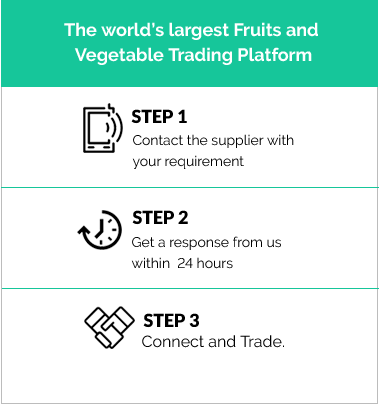 The world's largest Fruits and
Vegetable Trading Platform
STEP 1
Contact the supplier with
your requirement
STEP 2
Get a response from us
within 24 hours
STEP 3
Connect and Trade.